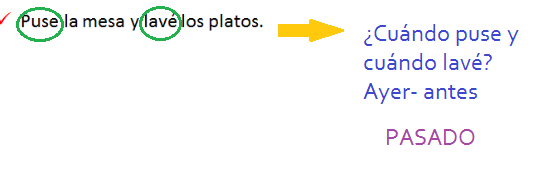 Puse la mesa y lavé los platos.
¿Cuándo puse y
cuándo lavé?
Ayer- antes
PASADO